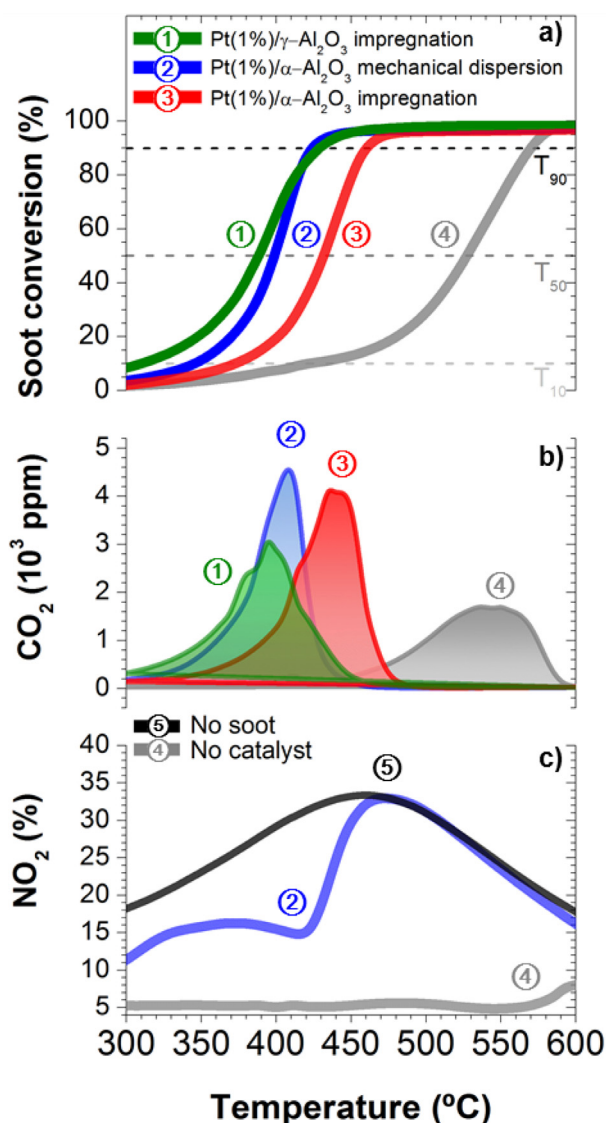 ① Pt(1%)/γ–Al₂O₃ impregnation
② Pt(1%)/α–Al₂O₃ mechanical dispersion
③ Pt(1%)/α–Al₂O₃ impregnation
a)
Soot conversion (%)
100
80
60
40
20
0
T₉₀
T₅₀
T₁₀
① ② ③ ④
b)
CO₂ (10³ ppm)
5
4
3
2
1
0
① ② ③ ④
⑤ No soot
④ No catalyst
c)
NO₂ (%)
40
35
30
25
20
15
10
5
② ⑤ ④
300 350 400 450 500 550 600
Temperature (ºC)